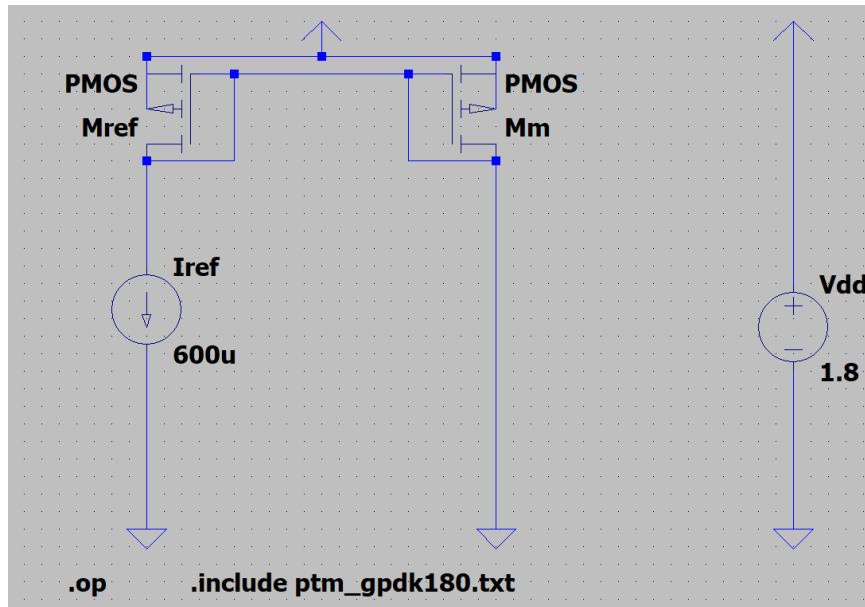 PMOS
Mref
PMOS
Mm
Iref
600u
Vdd
1.8
.op
.include ptm_gpdk180.txt